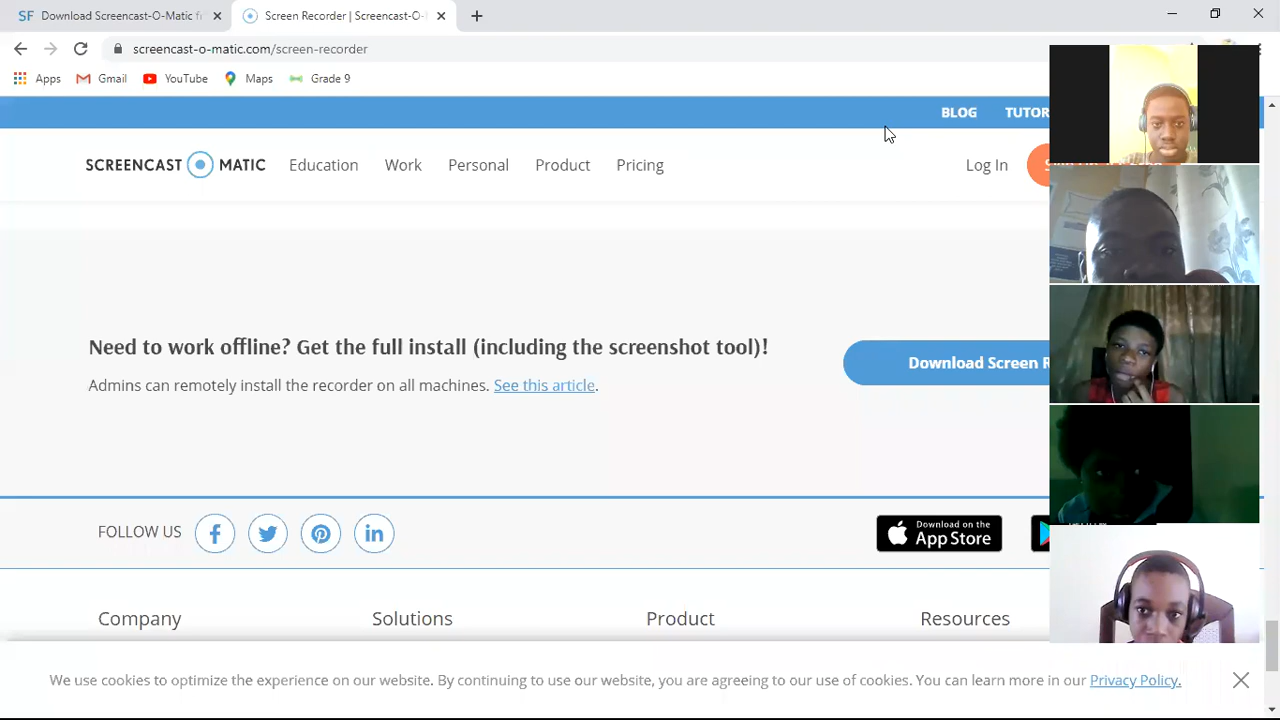 SF Download Screencast-O-Matic fr
Screen Recorder | Screencast-O-
screencast-o-matic.com/screen-recorder
Apps Gmail YouTube Maps Grade 9
BLOG TUTOR
SCREENCAST MATIC Education Work Personal Product Pricing Log In
Need to work offline? Get the full install (including the screenshot tool)!
Admins can remotely install the recorder on all machines. See this article.
Download Screen R
FOLLOW US
Download on the
App Store
Company Solutions Product Resources
We use cookies to optimize the experience on our website. By continuing to use our website, you are agreeing to our use of cookies. You can learn more in our Privacy Policy.